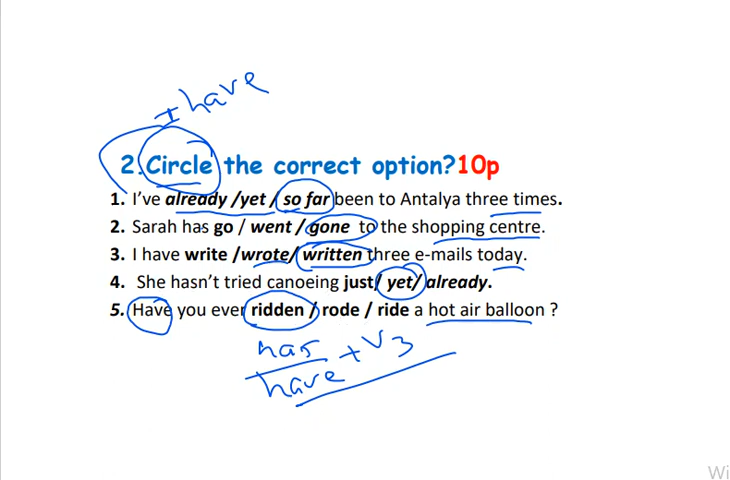 I have
2. Circle the correct option?10p
1. I've already /yet / so far been to Antalya three times.
2. Sarah has go / went / gone to the shopping centre.
3. I have write /wrote/ written three e-mails today.
4. She hasn't tried canoeing just/ yet/ already.
5. Have you ever ridden / rode / ride a hot air balloon ?
has + V3
have
Wi